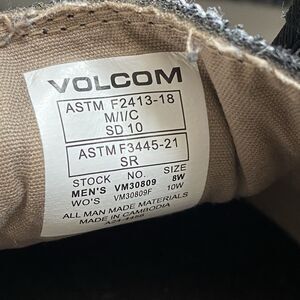 VOLCOM
ASTM F2413-18
M/I/C
SD 10
ASTM F3445-21
SR
STOCK NO. SIZE
MEN'S VM30809 8W
WO'S VM30809F 10W
ALL MAN MADE MATERIALS
MADE IN CAMBODIA